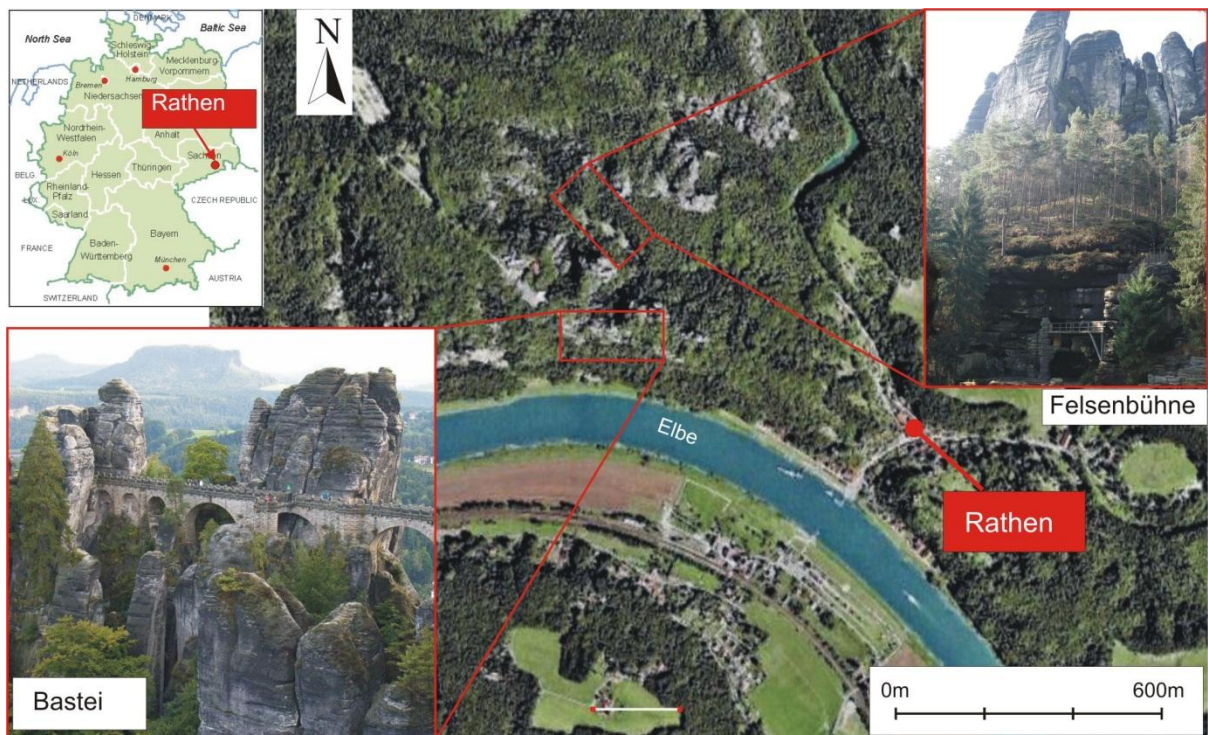 North Sea
DENMARK
Baltic Sea
Schleswig-
Holstein
Mecklenburg-
Vorpommern
Hamburg
Bremen
NETHERLANDS
Niedersachsen
Rathen
Nordrhein-
Westfalen
Anhalt
Köln
Sachsen
BELG.
Hessen
Thüringen
Rheinland-
Pfalz
LUX.
CZECH REPUBLIC
Saarland
FRANCE
Bayern
Baden-
Württemberg
München
AUSTRIA
SWITZERLAND
N
Felsenbühne
Elbe
Rathen
Bastei
0m
600m